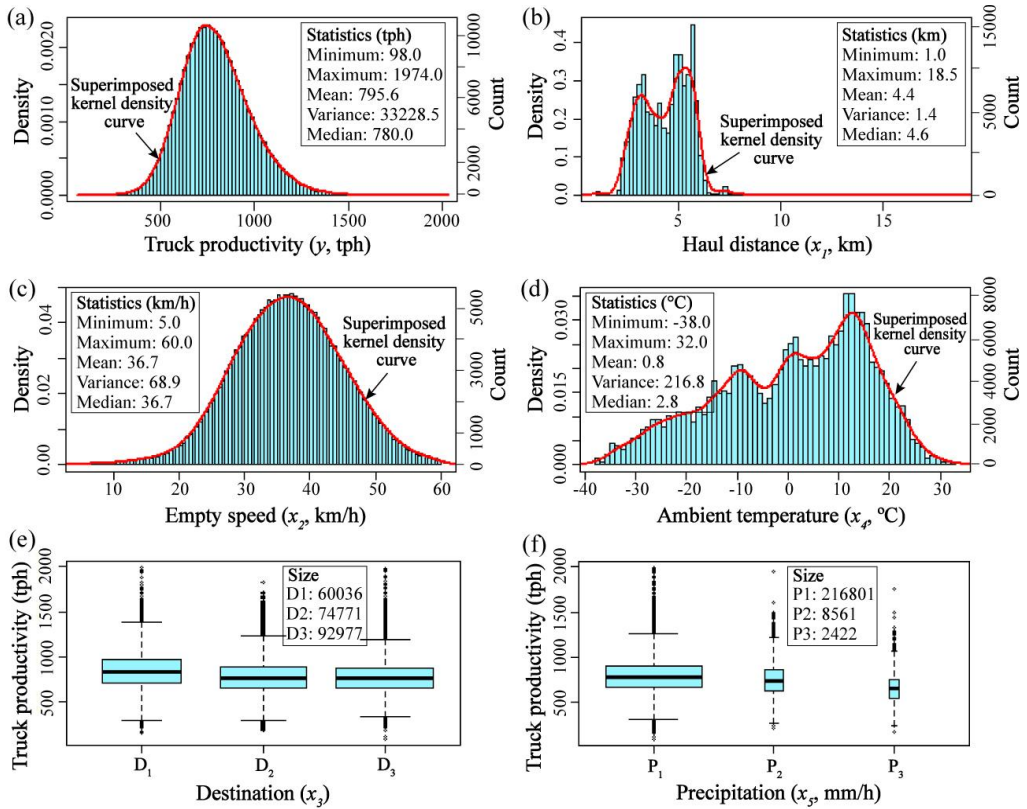 (a)
Density
0.0000
0.0010
0.0020
Superimposed
kernel density
curve
Statistics (tph)
Minimum: 98.0
Maximum: 1974.0
Mean: 795.6
Variance: 33228.5
Median: 780.0
0
2000
6000
10000
Count
500
1000
1500
2000
Truck productivity (y, tph)
(b)
Density
0.0
0.1
0.2
0.3
0.4
Superimposed
kernel density
curve
Statistics (km)
Minimum: 1.0
Maximum: 18.5
Mean: 4.4
Variance: 1.4
Median: 4.6
0
5000
15000
Count
5
10
15
Haul distance (x1, km)
(c)
Density
0.00
0.02
0.04
Statistics (km/h)
Minimum: 5.0
Maximum: 60.0
Mean: 36.7
Variance: 68.9
Median: 36.7
Superimposed
kernel density
curve
0
1000
3000
5000
Count
10
20
30
40
50
60
Empty speed (x2, km/h)
(d)
Density
0.000
0.015
0.030
Statistics (°C)
Minimum: -38.0
Maximum: 32.0
Mean: 0.8
Variance: 216.8
Median: 2.8
Superimposed
kernel density
curve
0
2000
4000
6000
8000
Count
-40
-20
-10
0
10
20
30
Ambient temperature (x4, ºC)
(e)
Truck productivity (tph)
500
1000
1500
2000
Size
D1: 60036
D2: 74771
D3: 92977
D1
D2
D3
Destination (x3)
(f)
Truck productivity (tph)
500
1000
1500
2000
Size
P1: 216801
P2: 8561
P3: 2422
P1
P2
P3
Precipitation (x5, mm/h)